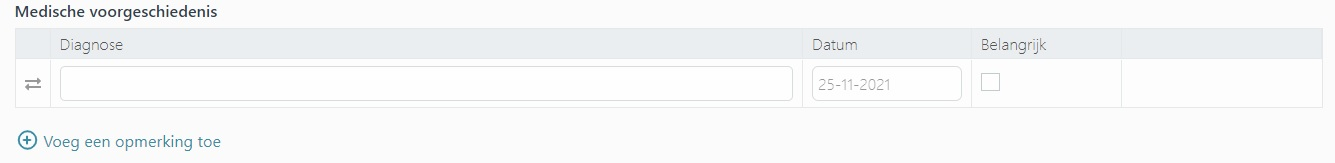 Medische voorgeschiedenis
Diagnose Datum Belangrijk
25-11-2021
Voeg een opmerking toe